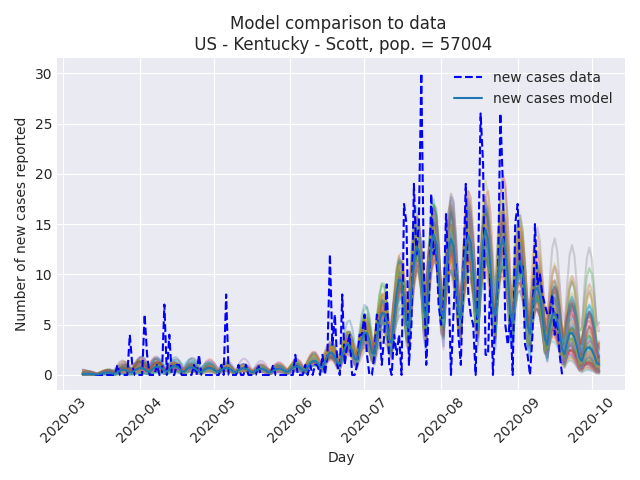 Model comparison to data
US - Kentucky - Scott, pop. = 57004
new cases data
new cases model
Number of new cases reported
30
25
20
15
10
5
0
2020-03
2020-04
2020-05
2020-06
2020-07
2020-08
2020-09
2020-10
Day